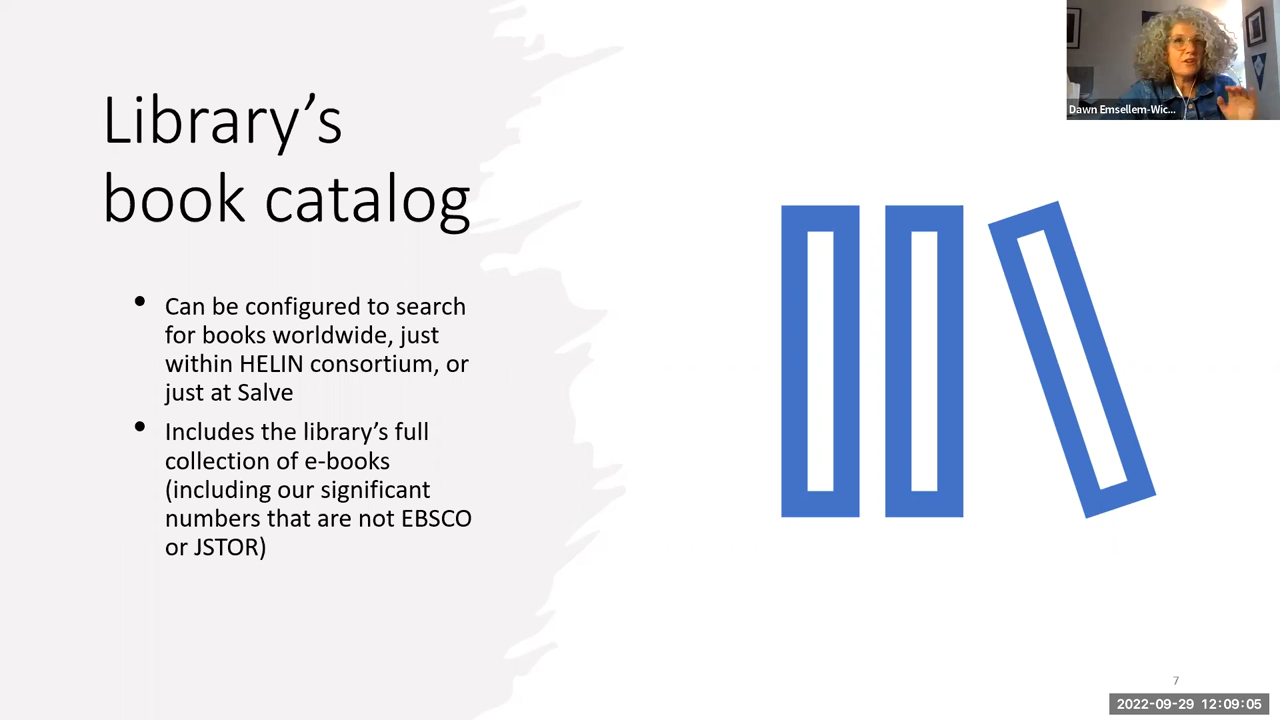 Library’s
book catalog
• Can be configured to search
for books worldwide, just
within HELIN consortium, or
just at Salve
• Includes the library’s full
collection of e-books
(including our significant
numbers that are not EBSCO
or JSTOR)
Dawn Emsellem-Wic...
7
2022-09-29 12:09:05